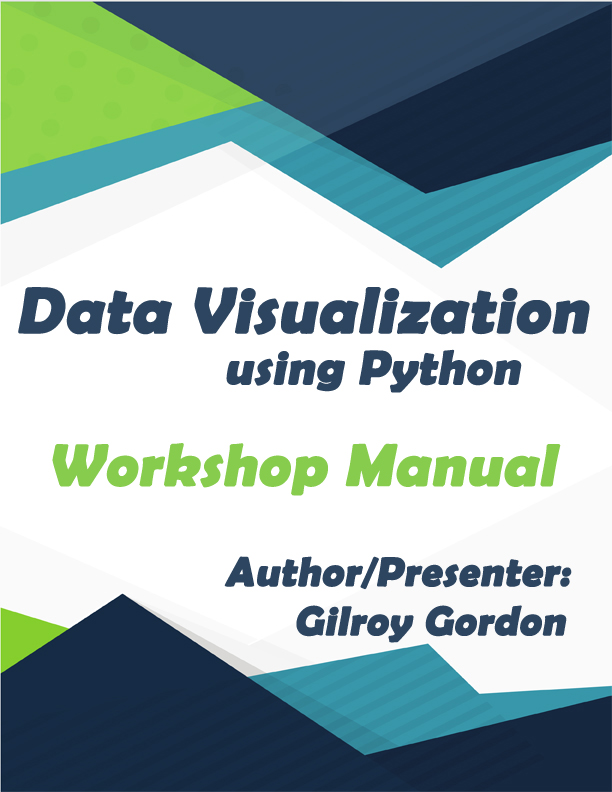 Data Visualization
using Python
Workshop Manual
Author/Presenter:
Gilroy Gordon